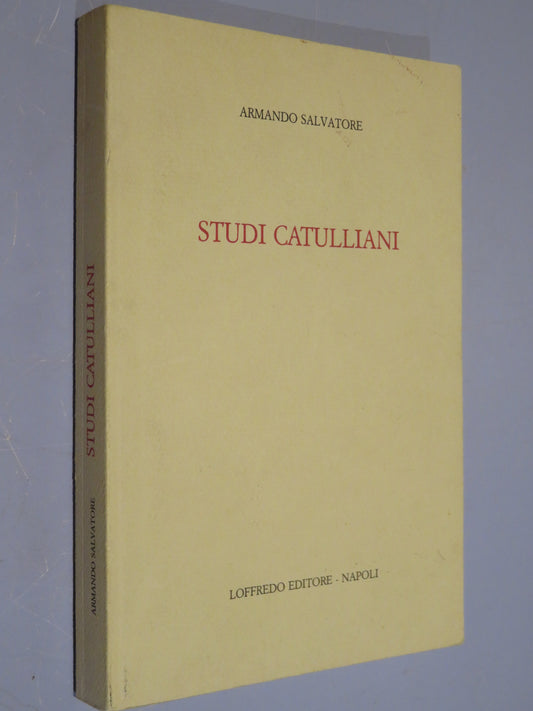 ARMANDO SALVATORE
STUDI CATULLIANI
LOFFREDO EDITORE - NAPOLI
ARMANDO SALVATORE
STUDI CATULLIANI